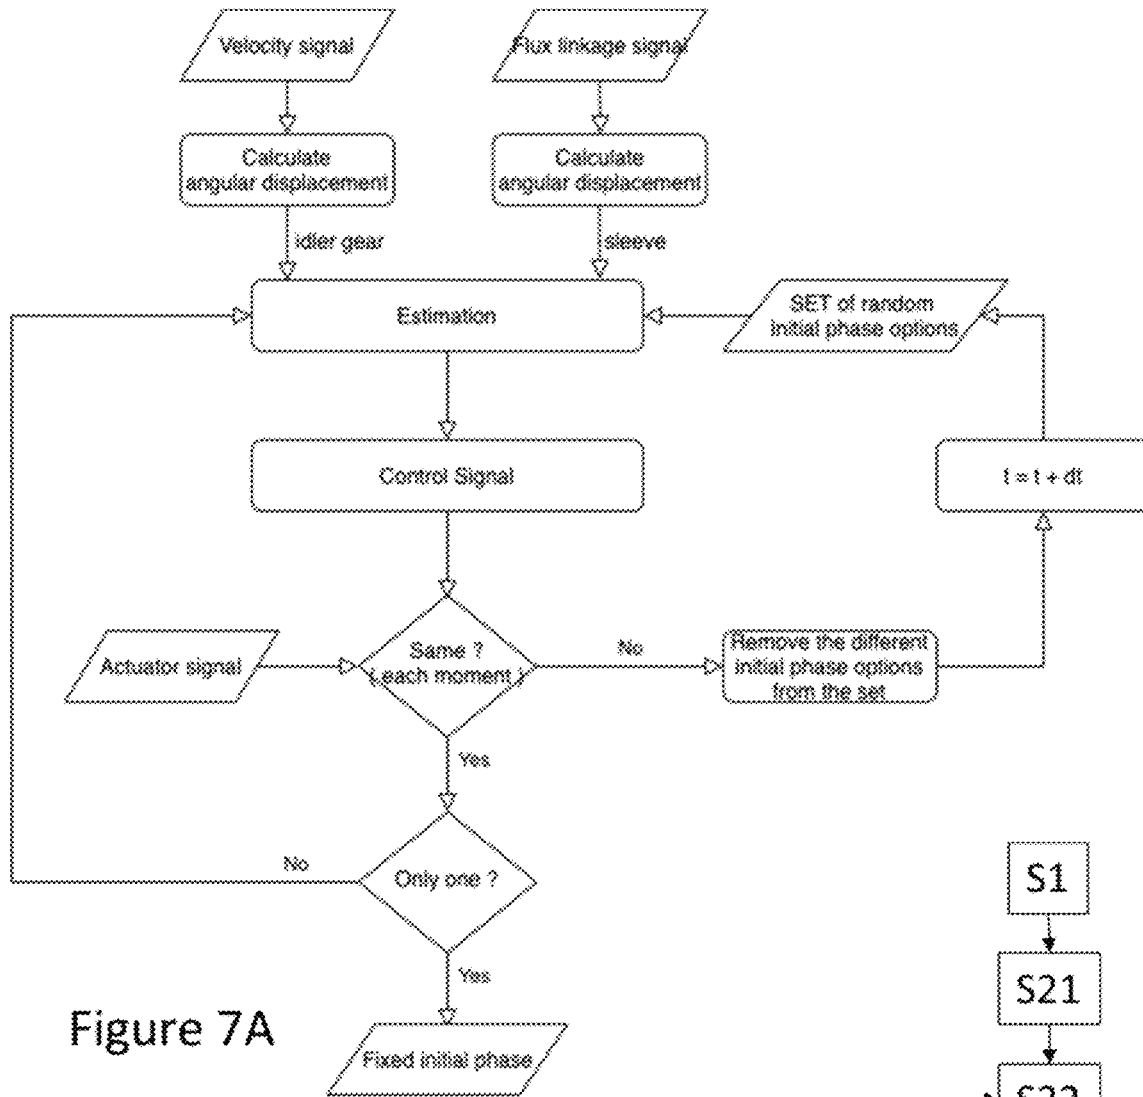 Velocity signal
Flux linkage signal
Calculate
angular displacement
Calculate
angular displacement
idler gear
sleeve
Estimation
SET of random
initial phase options
Control Signal
t = t + dt
Actuator signal
Same ?
( each moment )
No
Remove the different
initial phase options
from the set
Yes
No
Only one ?
Yes
Fixed initial phase
Figure 7A
S1
S21